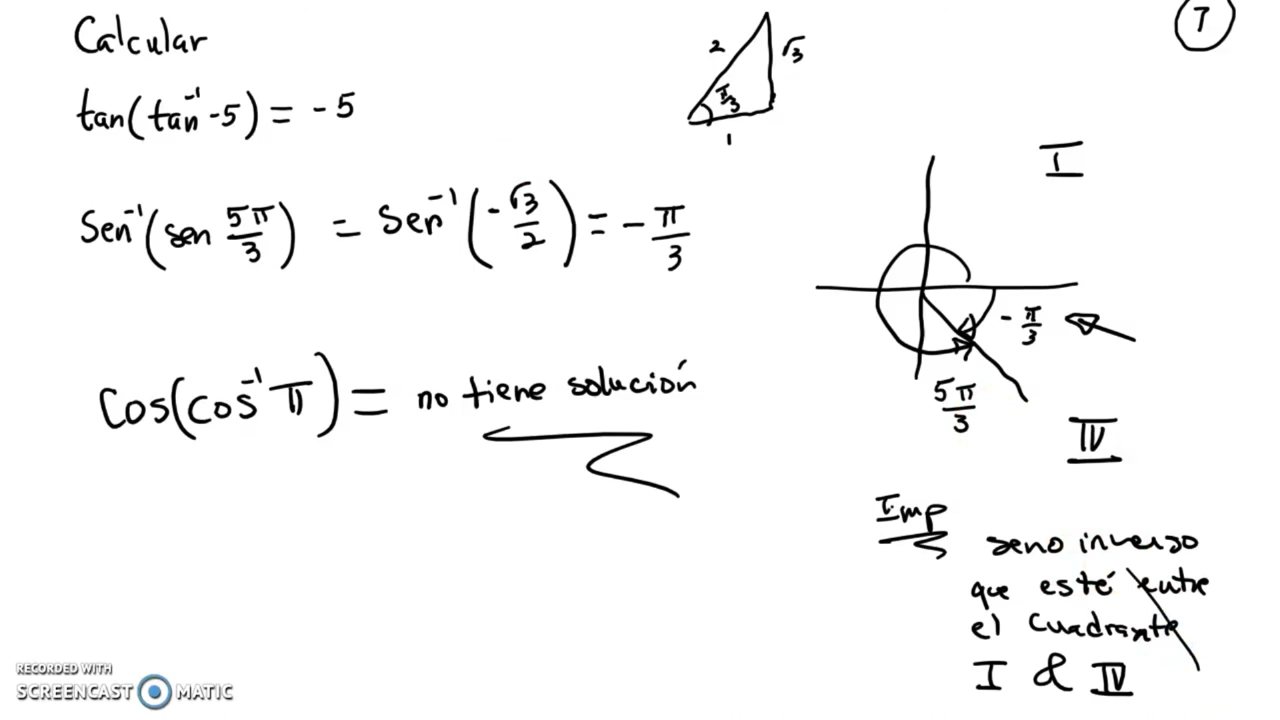 Calcular
tan(tan⁻¹ -5) = -5
Sen⁻¹(sen 5π/3) = Sen⁻¹(-√3/2) = -π/3
Cos(cos⁻¹ π) = no tiene solución
2
√3
π/3
1
7
I
-π/3
5π/3
IV
Imp
seno inverso
que esté entre
el cuadrante
I & IV
RECORDED WITH
SCREENCAST MATIC